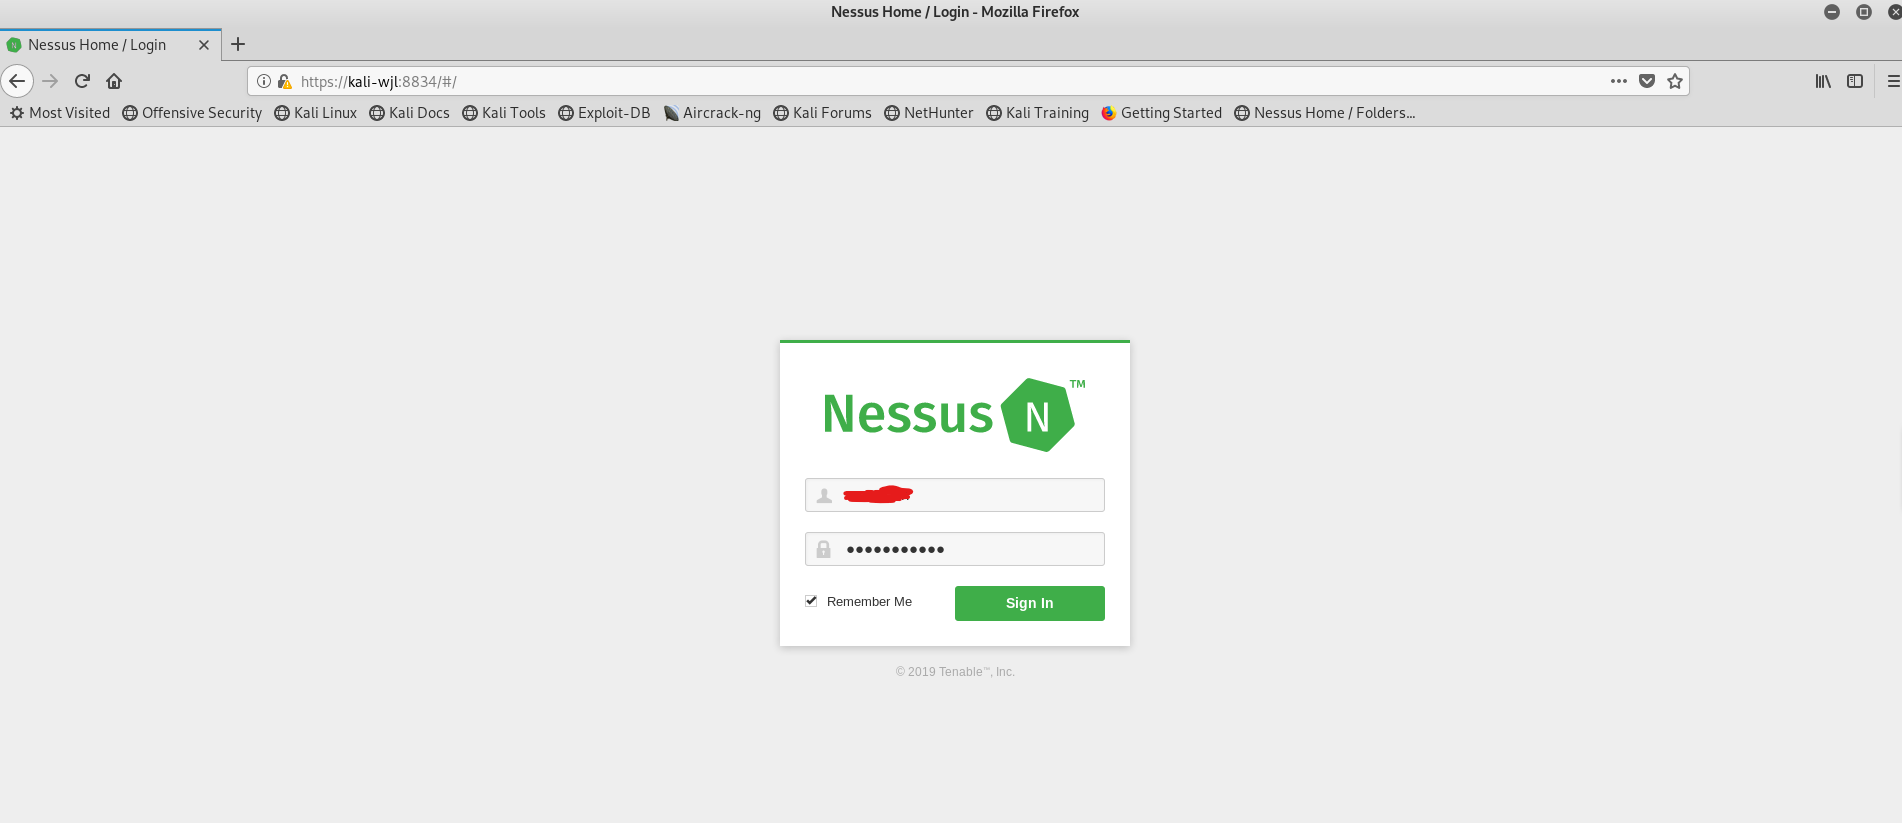 Nessus Home / Login - Mozilla Firefox
Nessus Home / Login
https://kali-wjl:8834/#/
Most Visited Offensive Security Kali Linux Kali Docs Kali Tools Exploit-DB Aircrack-ng Kali Forums NetHunter Kali Training Getting Started Nessus Home / Folders...
Nessus N ™
•••••••••••
Remember Me Sign In
© 2019 Tenable™, Inc.